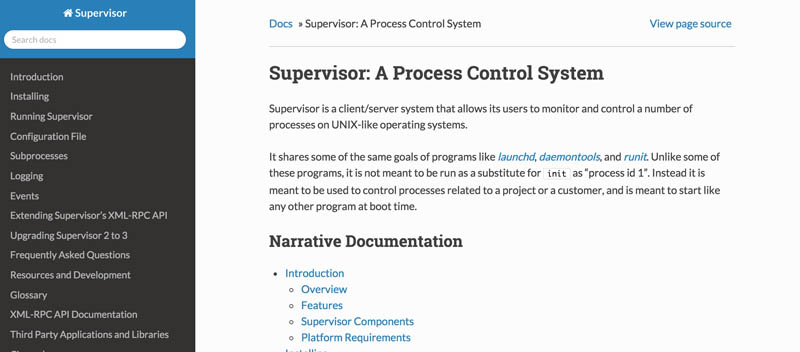 Supervisor
Search docs
Introduction
Installing
Running Supervisor
Configuration File
Subprocesses
Logging
Events
Extending Supervisor's XML-RPC API
Upgrading Supervisor 2 to 3
Frequently Asked Questions
Resources and Development
Glossary
XML-RPC API Documentation
Third Party Applications and Libraries
Docs » Supervisor: A Process Control System
View page source
Supervisor: A Process Control System
Supervisor is a client/server system that allows its users to monitor and control a number of
processes on UNIX-like operating systems.
It shares some of the same goals of programs like launchd, daemontools, and runit. Unlike some of
these programs, it is not meant to be run as a substitute for init as “process id 1”. Instead it is
meant to be used to control processes related to a project or a customer, and is meant to start like
any other program at boot time.
Narrative Documentation
• Introduction
◦ Overview
◦ Features
◦ Supervisor Components
◦ Platform Requirements